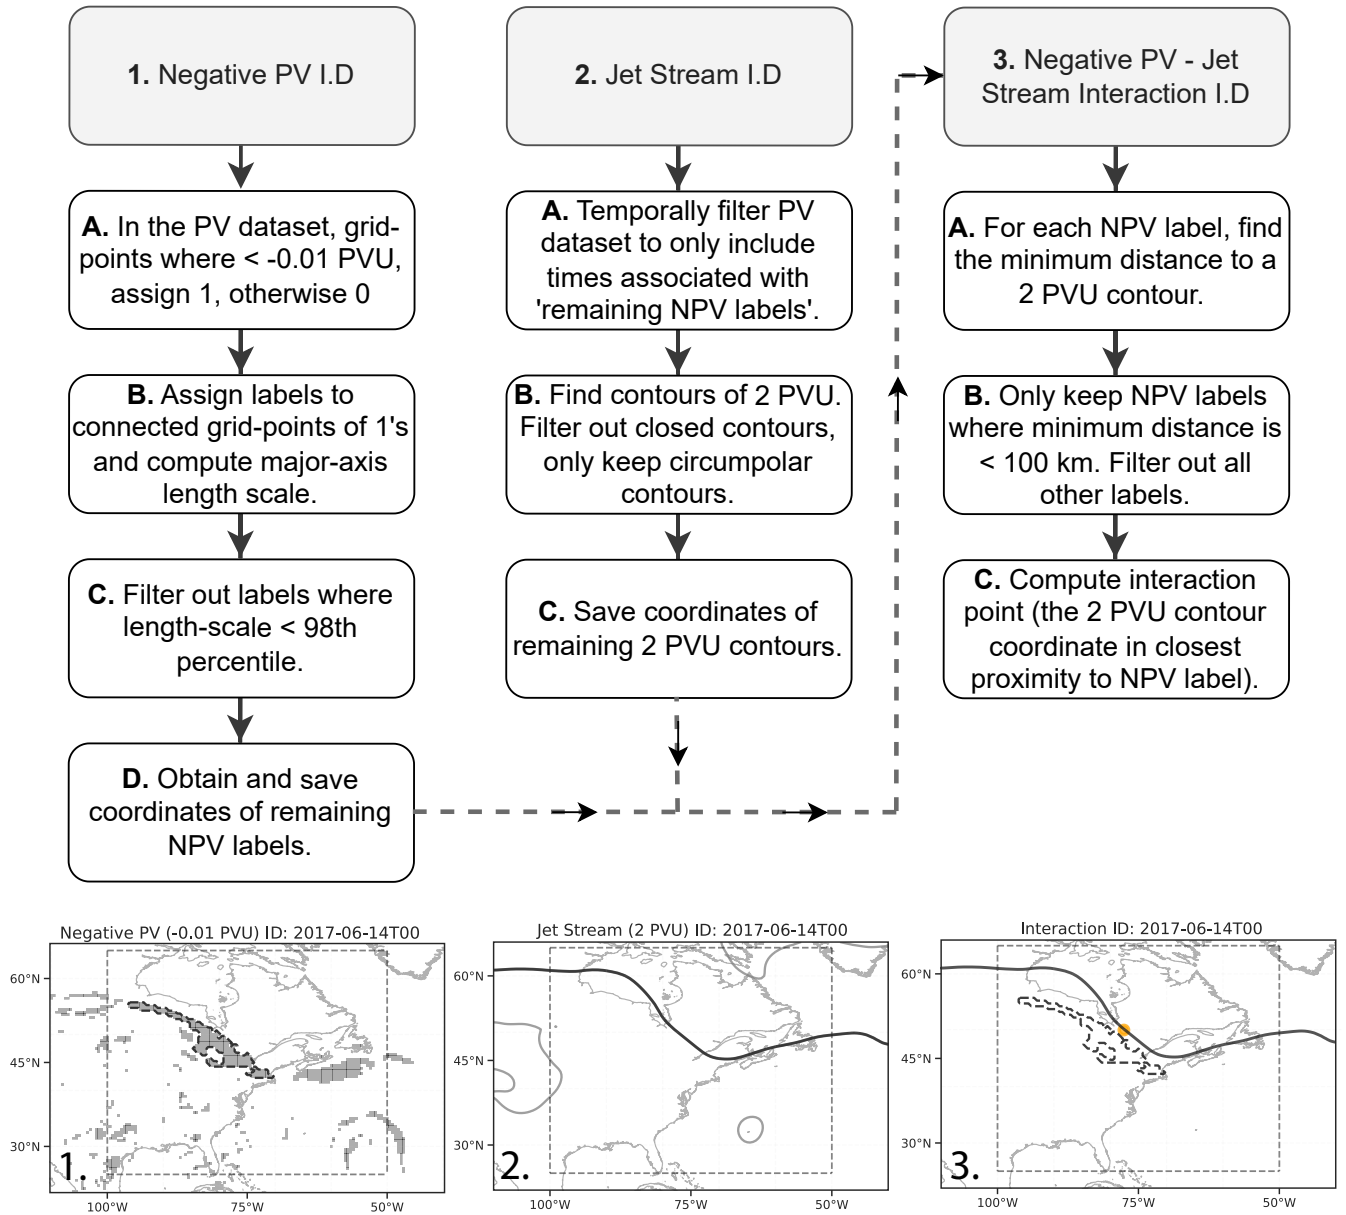 1. Negative PV I.D
A. In the PV dataset, grid-
points where < -0.01 PVU,
assign 1, otherwise 0
B. Assign labels to
connected grid-points of 1's
and compute major-axis
length scale.
C. Filter out labels where
length-scale < 98th
percentile.
D. Obtain and save
coordinates of remaining
NPV labels.
2. Jet Stream I.D
A. Temporally filter PV
dataset to only include
times associated with
'remaining NPV labels'.
B. Find contours of 2 PVU.
Filter out closed contours,
only keep circumpolar
contours.
C. Save coordinates of
remaining 2 PVU contours.
3. Negative PV - Jet
Stream Interaction I.D
A. For each NPV label, find
the minimum distance to a
2 PVU contour.
B. Only keep NPV labels
where minimum distance is
< 100 km. Filter out all
other labels.
C. Compute interaction
point (the 2 PVU contour
coordinate in closest
proximity to NPV label).
Negative PV (-0.01 PVU) ID: 2017-06-14T00
60°N
45°N
30°N
1.
100°W 75°W 50°W
Jet Stream (2 PVU) ID: 2017-06-14T00
60°N
45°N
30°N
2.
100°W 75°W 50°W
Interaction ID: 2017-06-14T00
60°N
45°N
30°N
3.
100°W 75°W 50°W